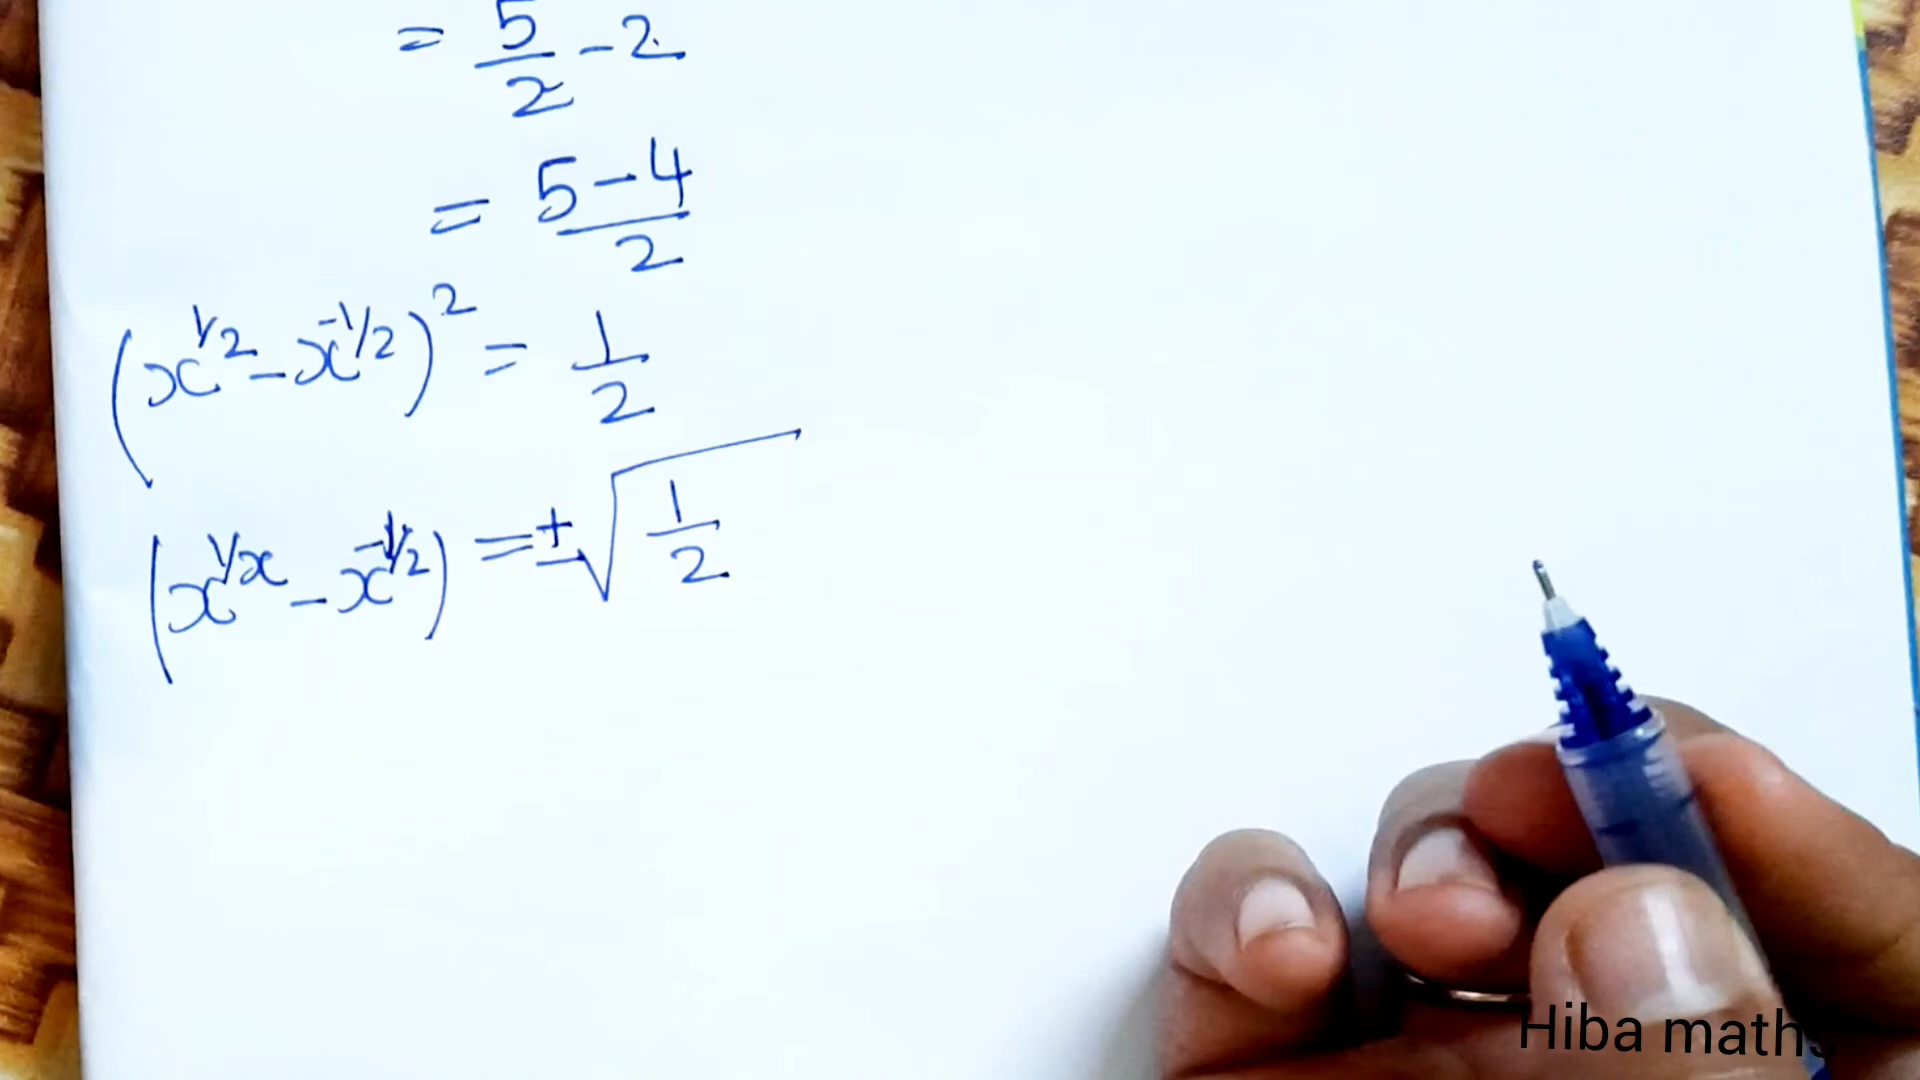 = 5/2 - 2
= 5-4/2
(x^1/2 - x^-1/2)^2 = 1/2
(x^1/x - x^-1/2) = ±√1/2
Hiba maths